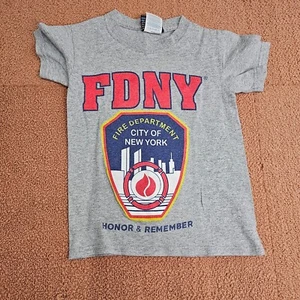 FDNY
FIRE DEPARTMENT
CITY OF
NEW YORK
HONOR & REMEMBER